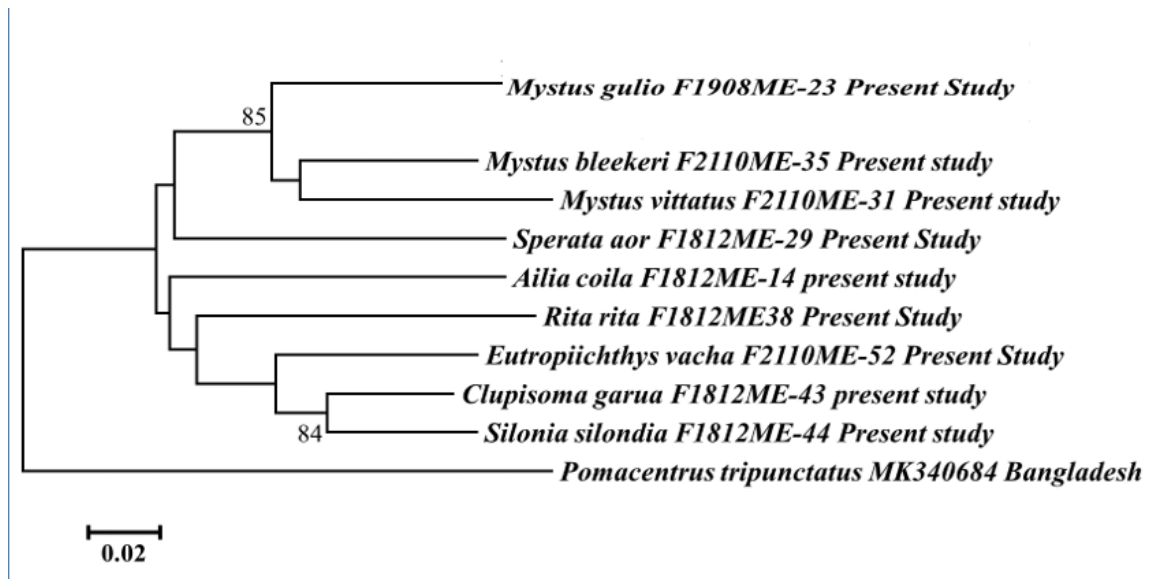 Mystus gulio F1908ME-23 Present Study
85
Mystus bleekeri F2110ME-35 Present study
Mystus vittatus F2110ME-31 Present study
Sperata aor F1812ME-29 Present Study
Ailia coila F1812ME-14 present study
Rita rita F1812ME38 Present Study
Eutropiichthys vacha F2110ME-52 Present Study
Clupisoma garua F1812ME-43 present study
84
Silonia silondia F1812ME-44 Present study
Pomacentrus tripunctatus MK340684 Bangladesh
0.02